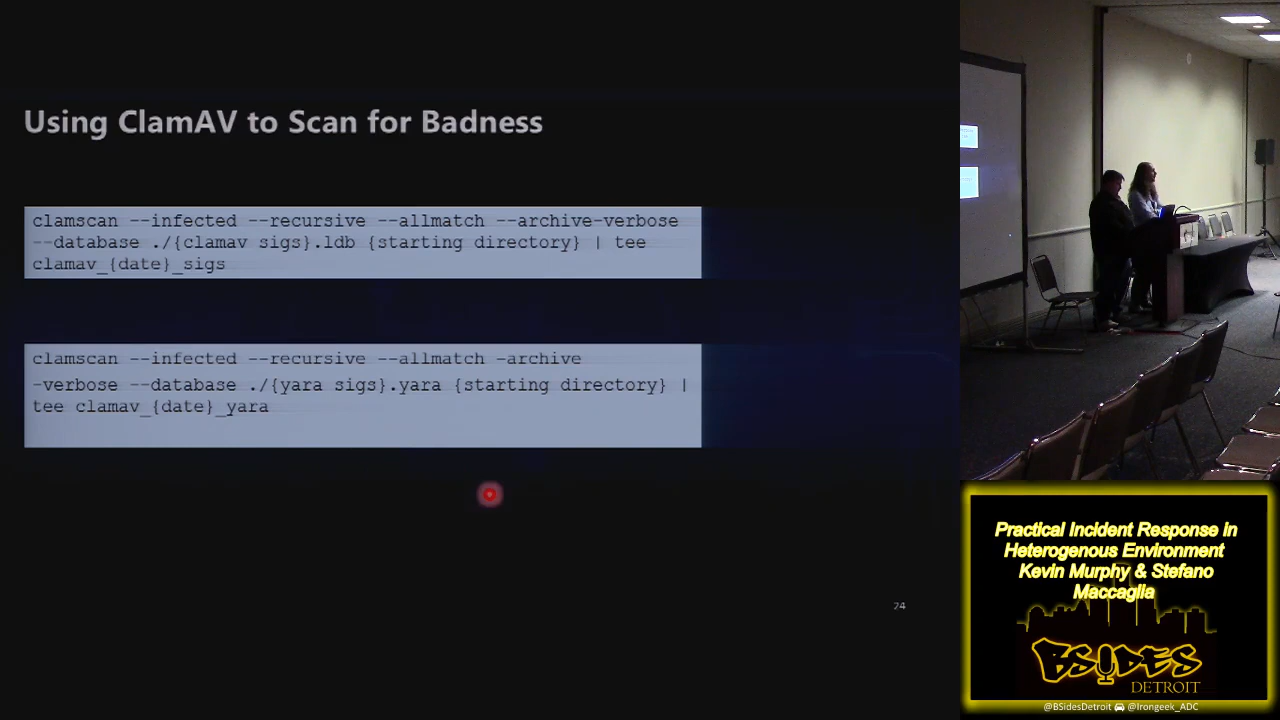 Using ClamAV to Scan for Badness
clamscan --infected --recursive --allmatch --archive-verbose
--database ./{clamav sigs}.ldb {starting directory} | tee
clamav_{date}_sigs
clamscan --infected --recursive --allmatch -archive
-verbose --database ./{yara sigs}.yara {starting directory} |
tee clamav_{date}_yara
24
Practical Incident Response in
Heterogenous Environment
Kevin Murphy & Stefano
Maccaglia
BSIDES
DETROIT
@BSidesDetroit @Irongeek_ADC